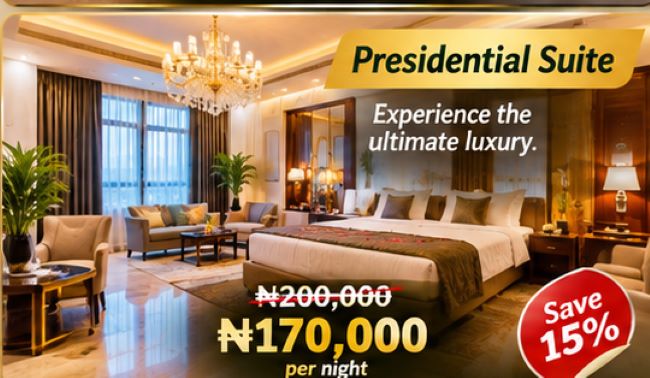 Presidential Suite
Experience the
ultimate luxury.
₦200,000
₦170,000
per night
Save
15%